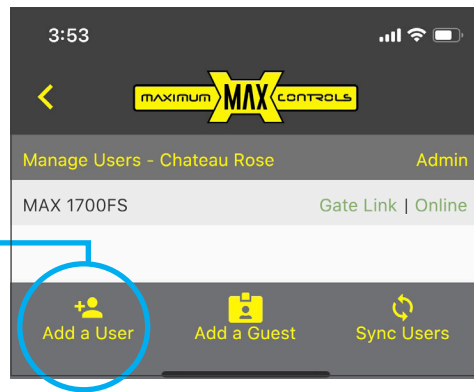 3:53
MAXIMUM MAX CONTROLS
Manage Users - Chateau Rose Admin
MAX 1700FS Gate Link | Online
Add a User Add a Guest Sync Users